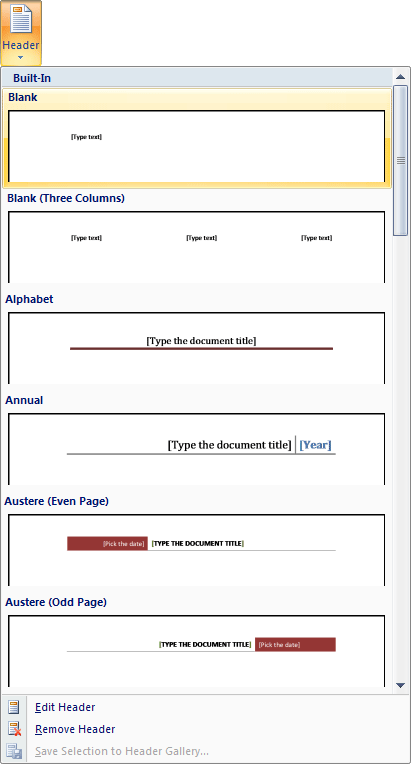 Header
Built-In
Blank
[Type text]
Blank (Three Columns)
[Type text] [Type text] [Type text]
Alphabet
[Type the document title]
Annual
[Type the document title] [Year]
Austere (Even Page)
[Pick the date] [TYPE THE DOCUMENT TITLE]
Austere (Odd Page)
[TYPE THE DOCUMENT TITLE] [Pick the date]
Edit Header
Remove Header
Save Selection to Header Gallery...